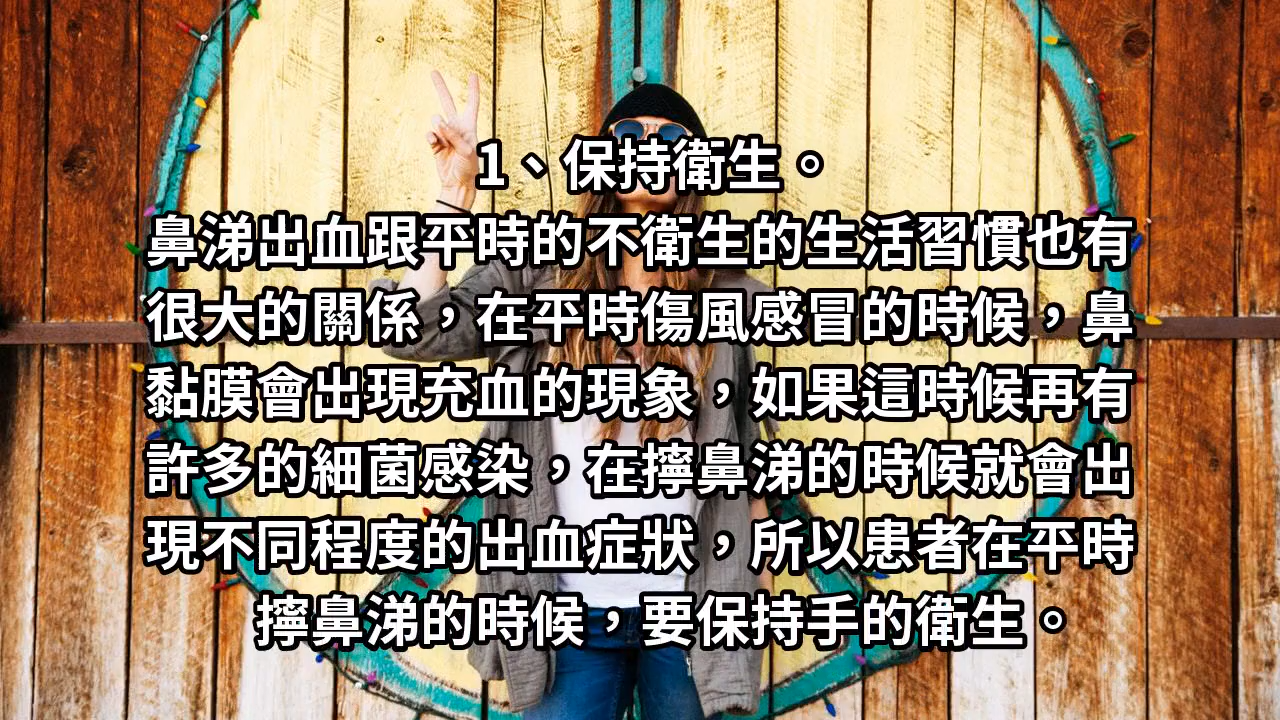 1、保持衛生。
鼻涕出血跟平時的不衛生的生活習慣也有
很大的關係，在平時傷風感冒的時候，鼻
黏膜會出現充血的現象，如果這時候再有
許多的細菌感染，在擤鼻涕的時候就會出
現不同程度的出血症狀，所以患者在平時
擤鼻涕的時候，要保持手的衛生。